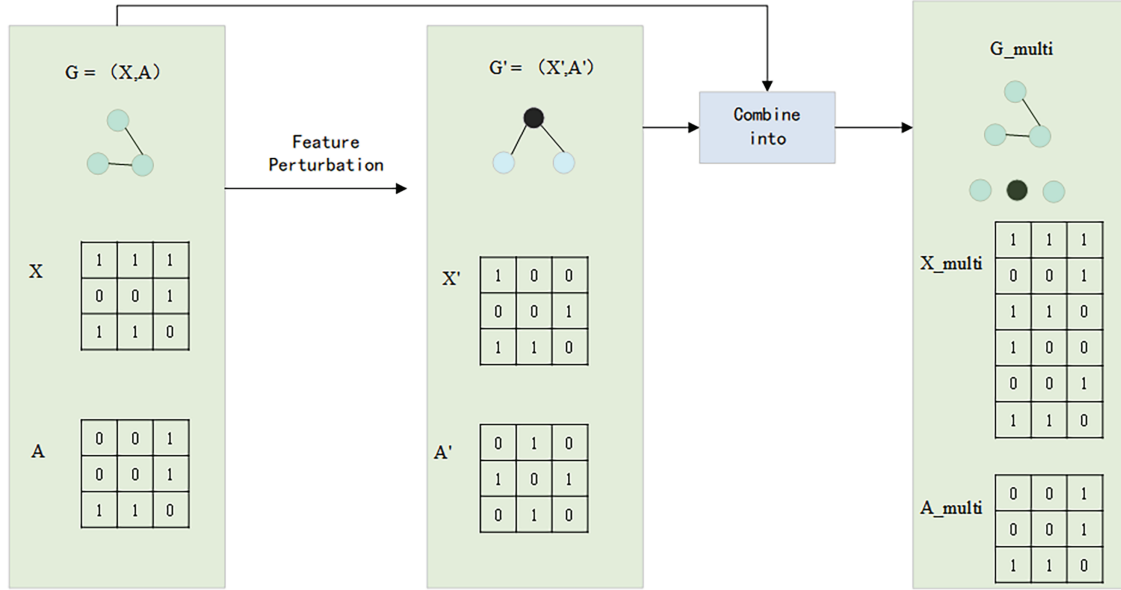 G = （X,A）
X
1 1 1
0 0 1
1 1 0
A
0 0 1
0 0 1
1 1 0
Feature
Perturbation
G' = （X',A'）
X'
1 0 0
0 0 1
1 1 0
A'
0 1 0
1 0 1
0 1 0
Combine
into
G_multi
X_multi
1 1 1
0 0 1
1 1 0
1 0 0
0 0 1
1 1 0
A_multi
0 0 1
0 0 1
1 1 0